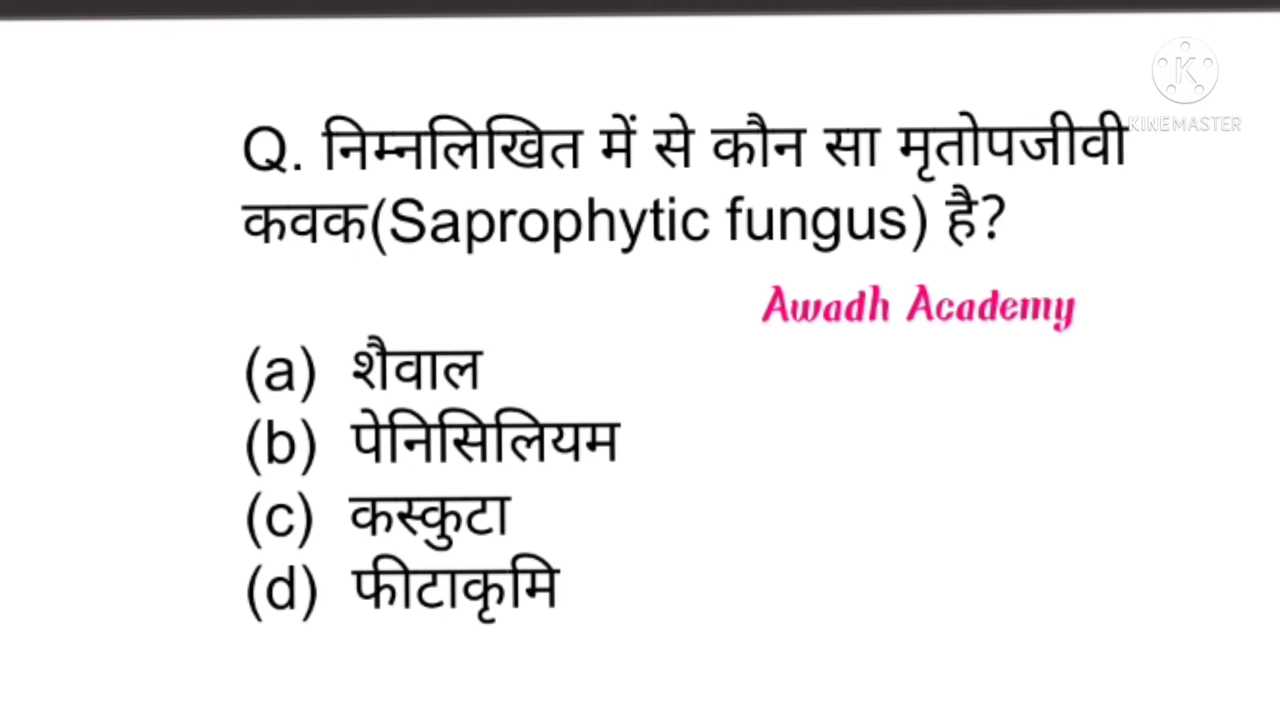 Q. निम्नलिखित में से कौन सा मृतोपजीवी
KINEMASTER
कवक(Saprophytic fungus) है?
Awadh Academy
(a) शैवाल
(b) पेनिसिलियम
(c) कस्कुटा
(d) फीटाकृमि